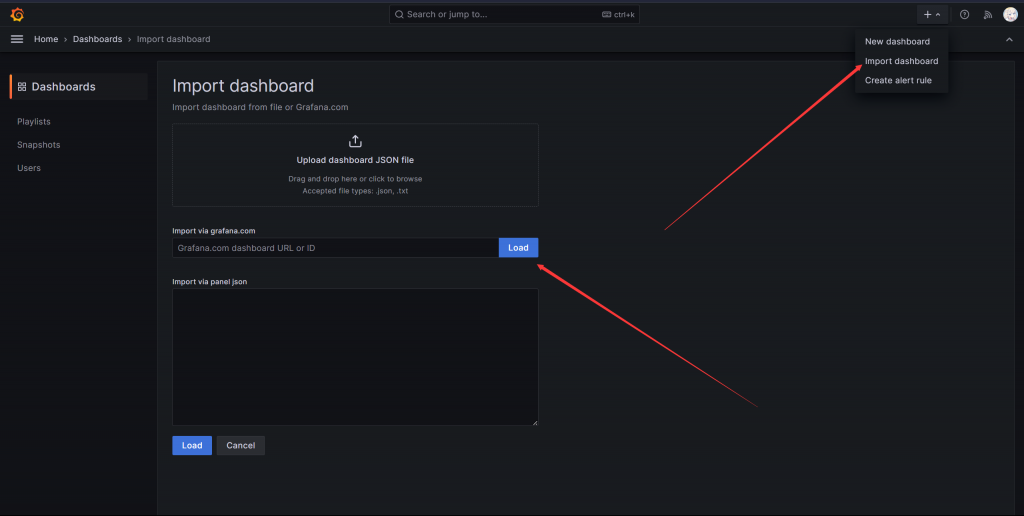 Search or jump to...
ctrl+k
Home › Dashboards › Import dashboard
New dashboard
Import dashboard
Create alert rule
Dashboards
Playlists
Snapshots
Users
Import dashboard
Import dashboard from file or Grafana.com
Upload dashboard JSON file
Drag and drop here or click to browse
Accepted file types: .json, .txt
Import via grafana.com
Grafana.com dashboard URL or ID
Load
Import via panel json
Load
Cancel